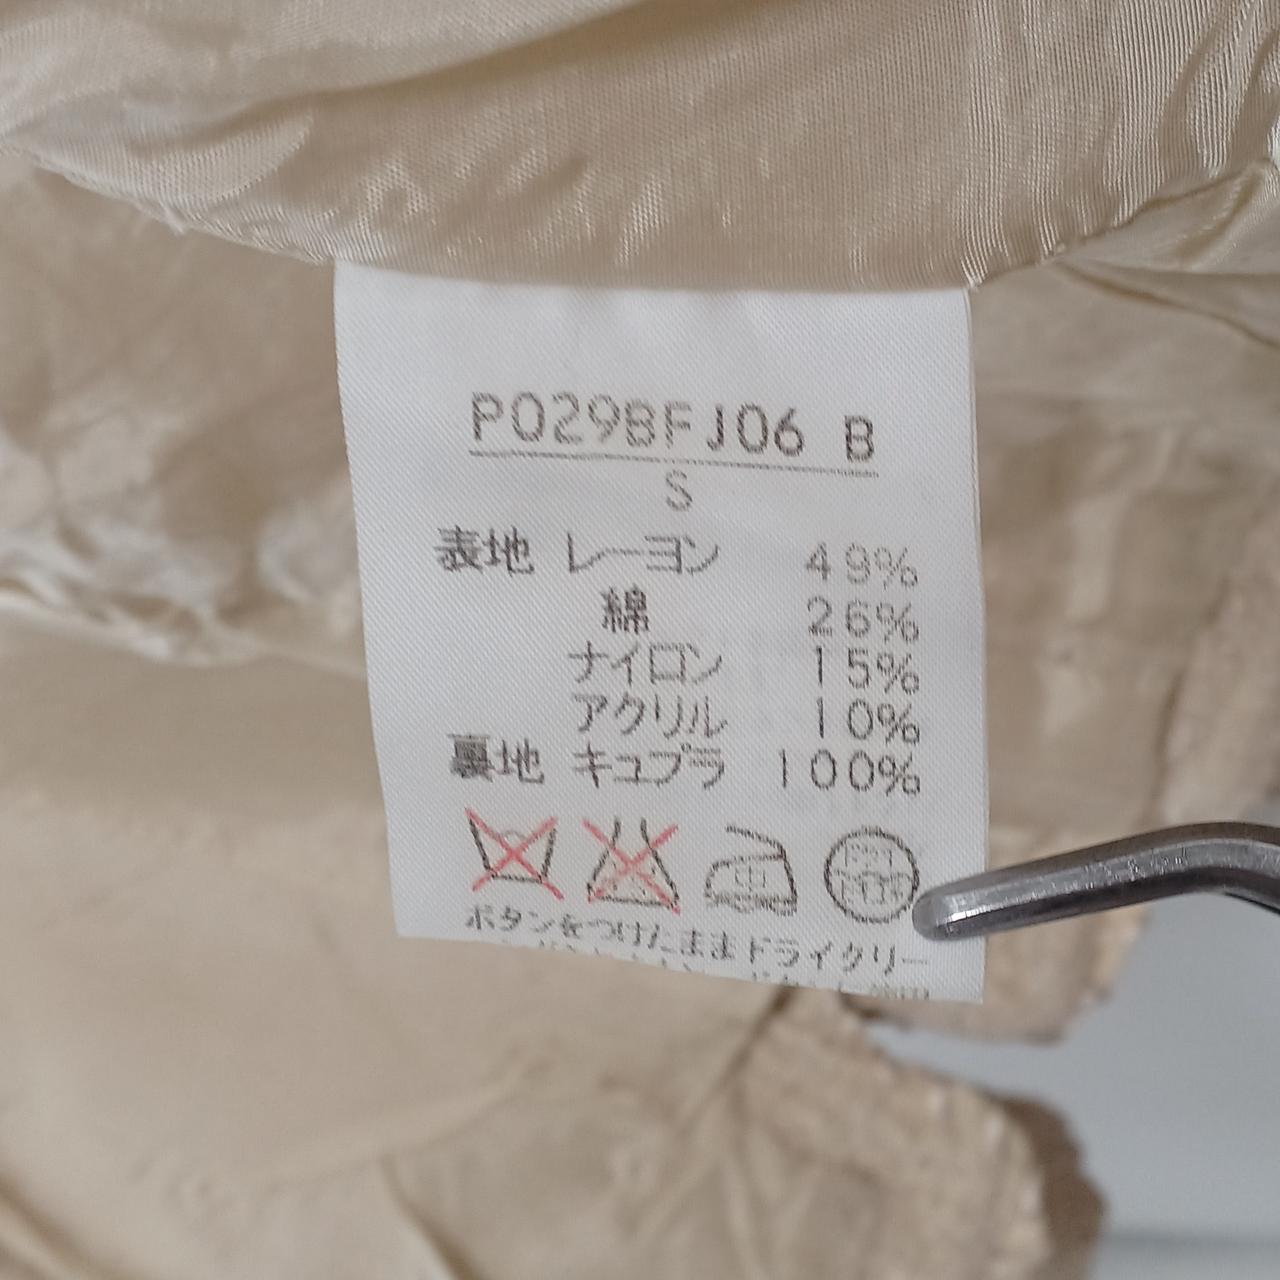 P0298FJ06 B
S
表地 レーヨン 49%
綿 26%
ナイロン 15%
アクリル 10%
裏地 キュプラ 100%
中
ボタンをつけたままドライクリー